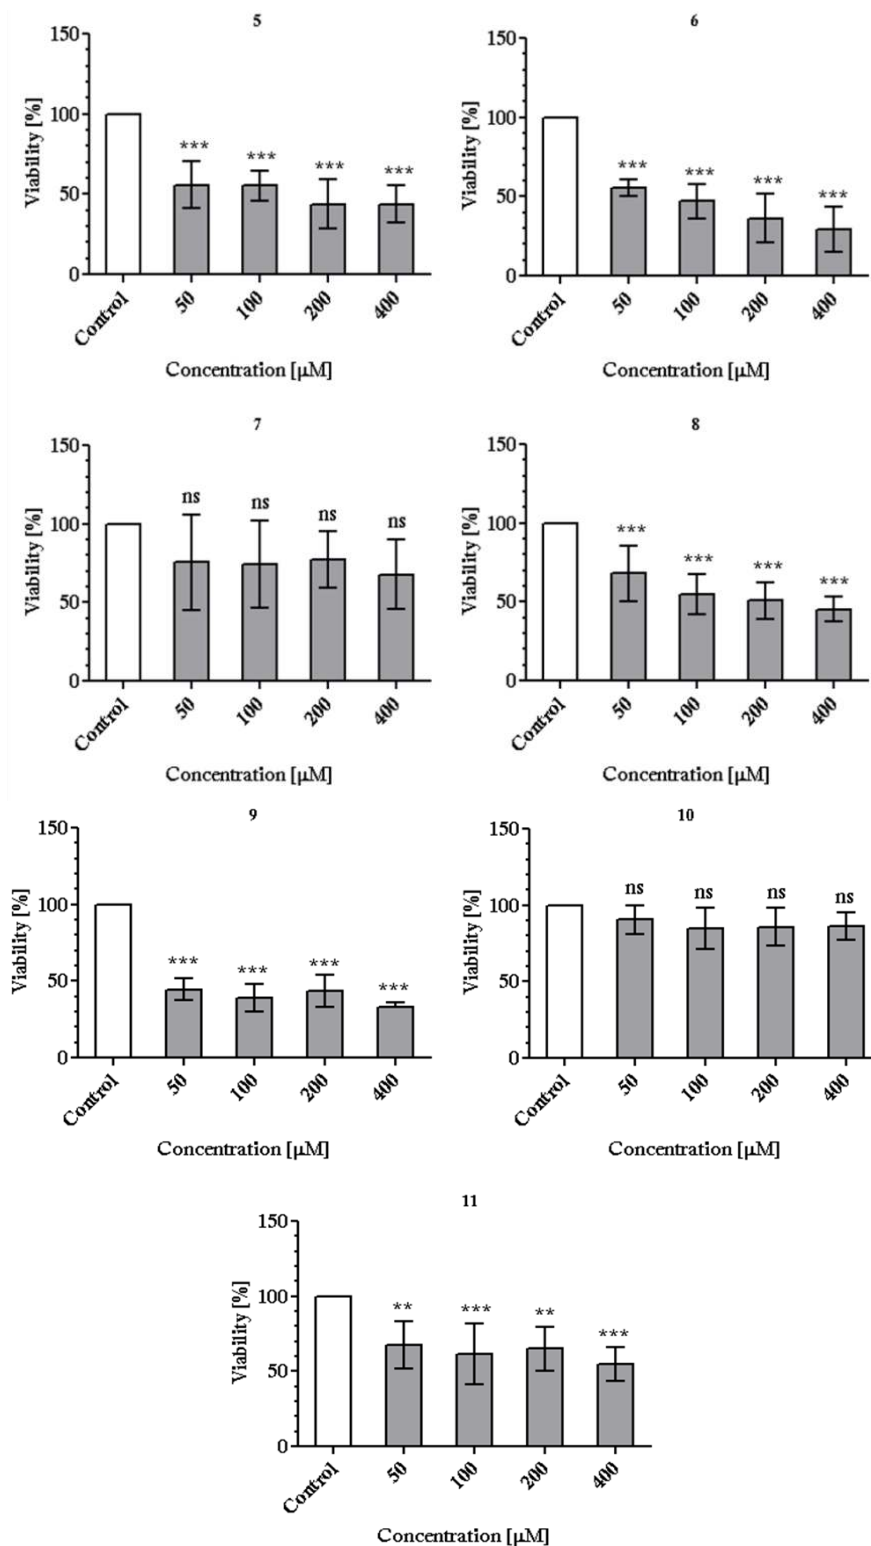 5
Viability [%]
150
100
50
0
*** *** *** ***
Control 50 100 200 400
Concentration [μM]
6
Viability [%]
150
100
50
0
*** *** *** ***
Control 50 100 200 400
Concentration [μM]
7
Viability [%]
150
100
50
0
ns ns ns ns
Control 50 100 200 400
Concentration [μM]
8
Viability [%]
150
100
50
0
*** *** *** ***
Control 50 100 200 400
Concentration [μM]
9
Viability [%]
150
100
50
0
*** *** *** ***
Control 50 100 200 400
Concentration [μM]
10
Viability [%]
150
100
50
0
ns ns ns ns
Control 50 100 200 400
Concentration [μM]
11
Viability [%]
150
100
50
0
** *** ** ***
Control 50 100 200 400
Concentration [μM]